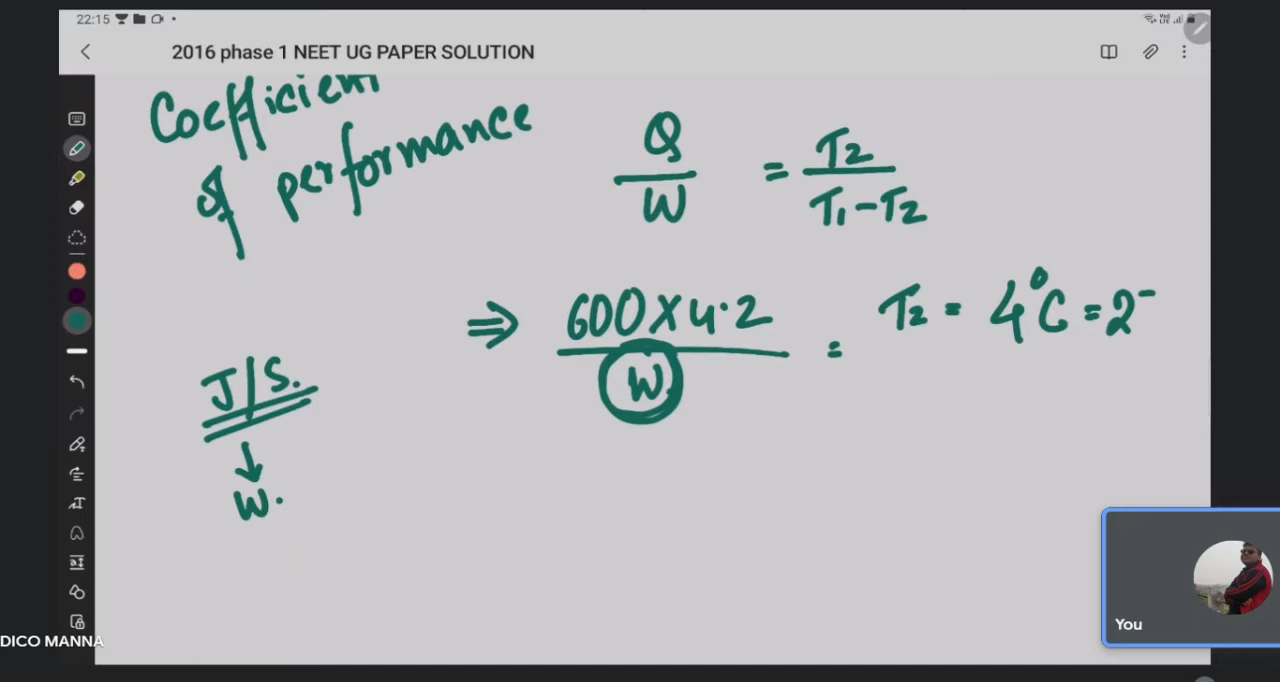 22:15
2016 phase 1 NEET UG PAPER SOLUTION
Coefficient
of performance
Q/W = T2/(T1-T2)
⇒ 600×4.2/W = T2 = 4°C = 2
J/S.
↓
W.
You
DICO MANNA